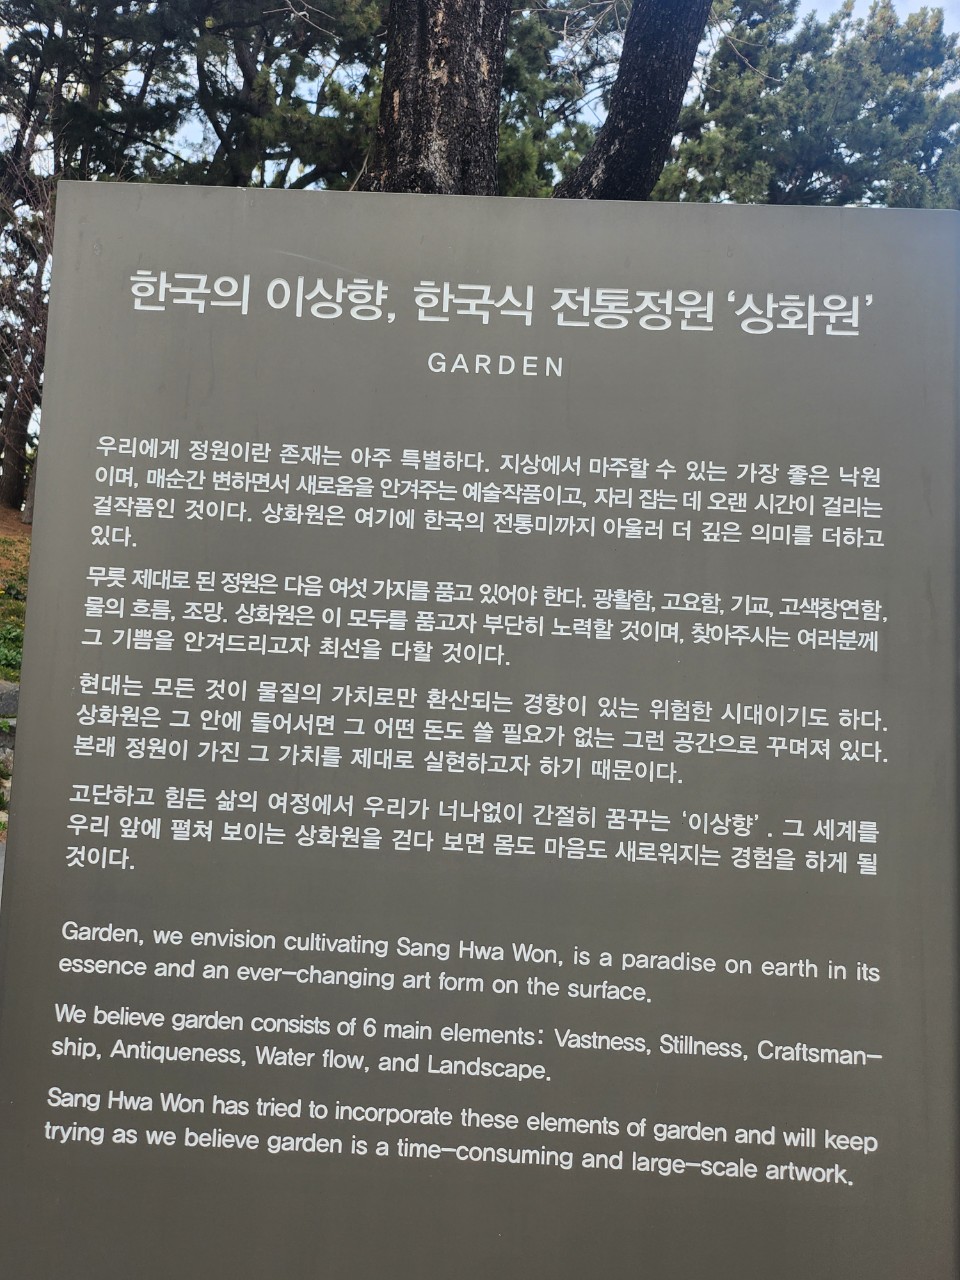 한국의 이상향, 한국식 전통정원 ‘상화원’
GARDEN
우리에게 정원이란 존재는 아주 특별하다. 지상에서 마주할 수 있는 가장 좋은 낙원
이며, 매순간 변하면서 새로움을 안겨주는 예술작품이고, 자리 잡는 데 오랜 시간이 걸리는
걸작품인 것이다. 상화원은 여기에 한국의 전통미까지 아울러 더 깊은 의미를 더하고
있다.
무릇 제대로 된 정원은 다음 여섯 가지를 품고 있어야 한다. 광활함, 고요함, 기교, 고색창연함,
물의 흐름, 조망. 상화원은 이 모두를 품고자 부단히 노력할 것이며, 찾아주시는 여러분께
그 기쁨을 안겨드리고자 최선을 다할 것이다.
현대는 모든 것이 물질의 가치로만 환산되는 경향이 있는 위험한 시대이기도 하다.
상화원은 그 안에 들어서면 그 어떤 돈도 쓸 필요가 없는 그런 공간으로 꾸며져 있다.
본래 정원이 가진 그 가치를 제대로 실현하고자 하기 때문이다.
고단하고 힘든 삶의 여정에서 우리가 너나없이 간절히 꿈꾸는 ‘이상향’. 그 세계를
우리 앞에 펼쳐 보이는 상화원을 걷다 보면 몸도 마음도 새로워지는 경험을 하게 될
것이다.
Garden, we envision cultivating Sang Hwa Won, is a paradise on earth in its
essence and an ever-changing art form on the surface.
We believe garden consists of 6 main elements: Vastness, Stillness, Craftsman-
ship, Antiqueness, Water flow, and Landscape.
Sang Hwa Won has tried to incorporate these elements of garden and will keep
trying as we believe garden is a time-consuming and large-scale artwork.